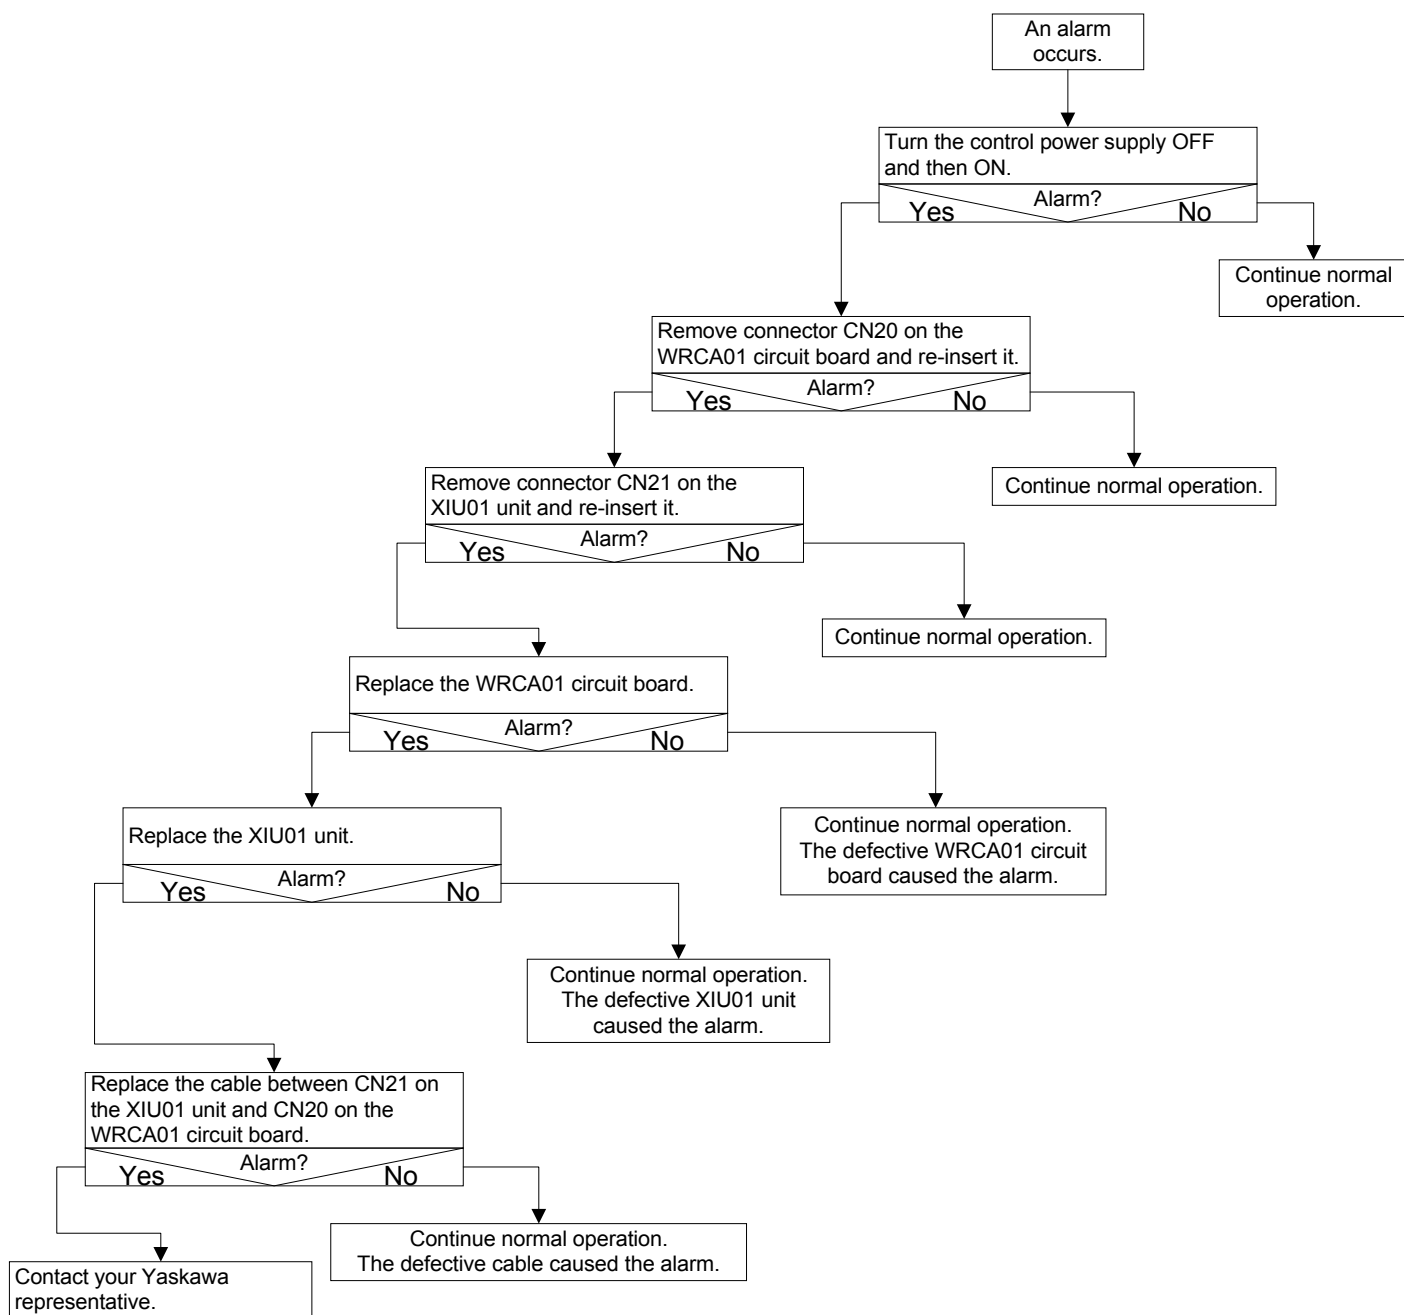 An alarm
occurs.
Turn the control power supply OFF
and then ON.
Alarm?
Yes
No
Continue normal
operation.
Remove connector CN20 on the
WRCA01 circuit board and re-insert it.
Alarm?
Yes
No
Continue normal operation.
Remove connector CN21 on the
XIU01 unit and re-insert it.
Alarm?
Yes
No
Continue normal operation.
Replace the WRCA01 circuit board.
Alarm?
Yes
No
Continue normal operation.
The defective WRCA01 circuit
board caused the alarm.
Replace the XIU01 unit.
Alarm?
Yes
No
Continue normal operation.
The defective XIU01 unit
caused the alarm.
Replace the cable between CN21 on
the XIU01 unit and CN20 on the
WRCA01 circuit board.
Alarm?
Yes
No
Continue normal operation.
The defective cable caused the alarm.
Contact your Yaskawa
representative.